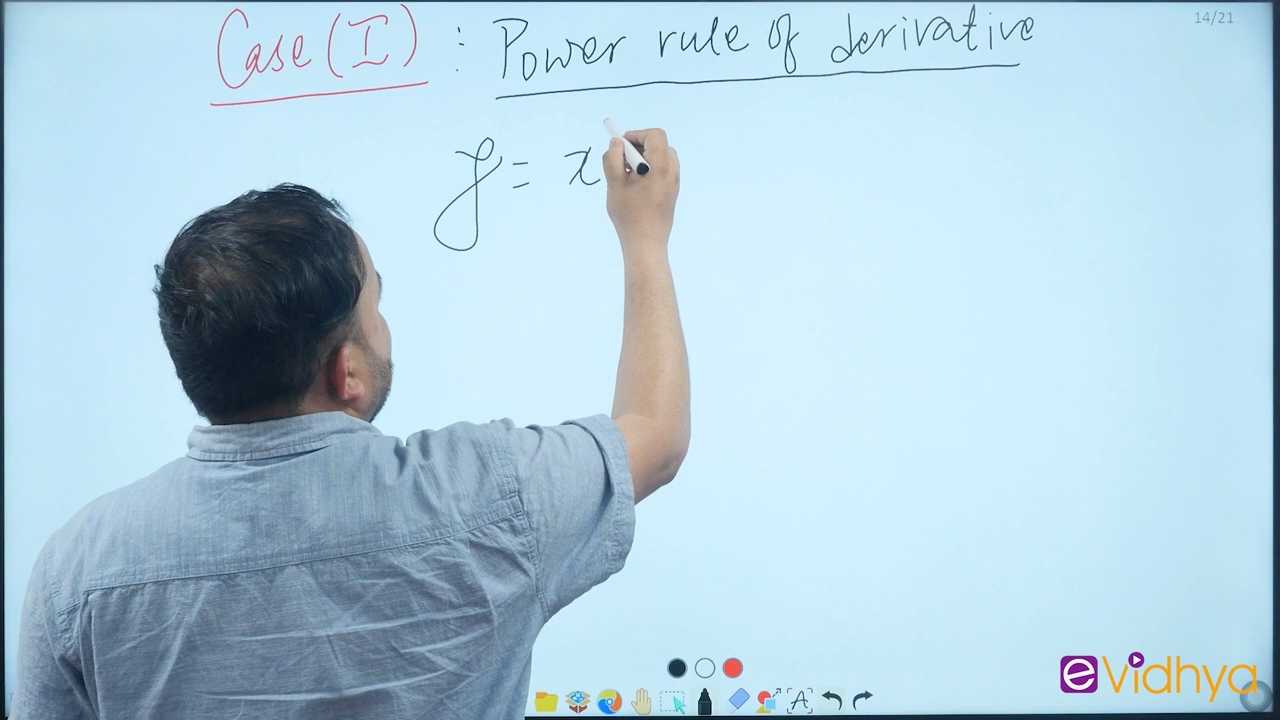 14/21
Case (I) : Power rule of derivative
y = x
eVidhya